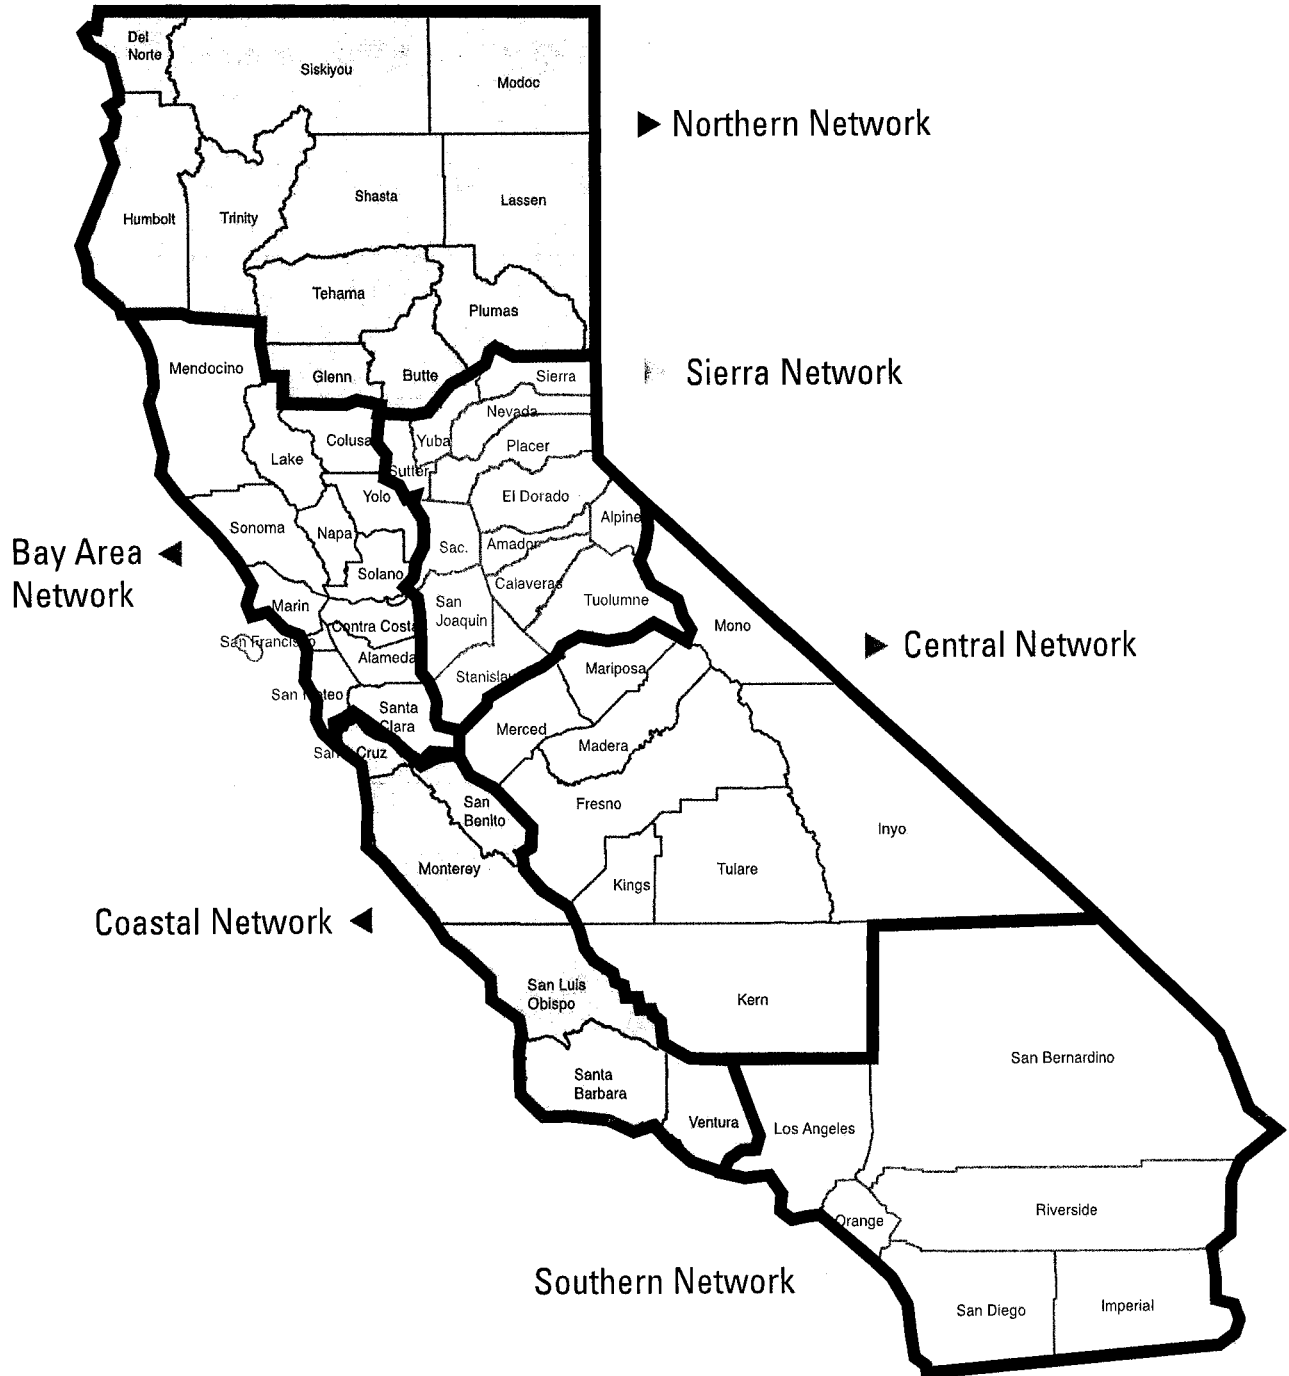 Del
Norte
Siskiyou
Modoc
Northern Network
Humbolt
Trinity
Shasta
Lassen
Tehama
Plumas
Mendocino
Glenn
Butte
Sierra
Sierra Network
Nevada
Colusa
Yuba
Placer
Lake
Sutter
Yolo
El Dorado
Sonoma
Napa
Alpine
Bay Area
Network
Sac.
Amador
Solano
Calaveras
Marin
San
Joaquin
Tuolumne
Contra Costa
Mono
San Francisco
Central Network
Alameda
Stanislau
Mariposa
San Mateo
Santa
Clara
Merced
Madera
Santa Cruz
San
Benito
Fresno
Inyo
Monterey
Kings
Tulare
Coastal Network
San Luis
Obispo
Kern
San Bernardino
Santa
Barbara
Ventura
Los Angeles
Orange
Riverside
Southern Network
San Diego
Imperial